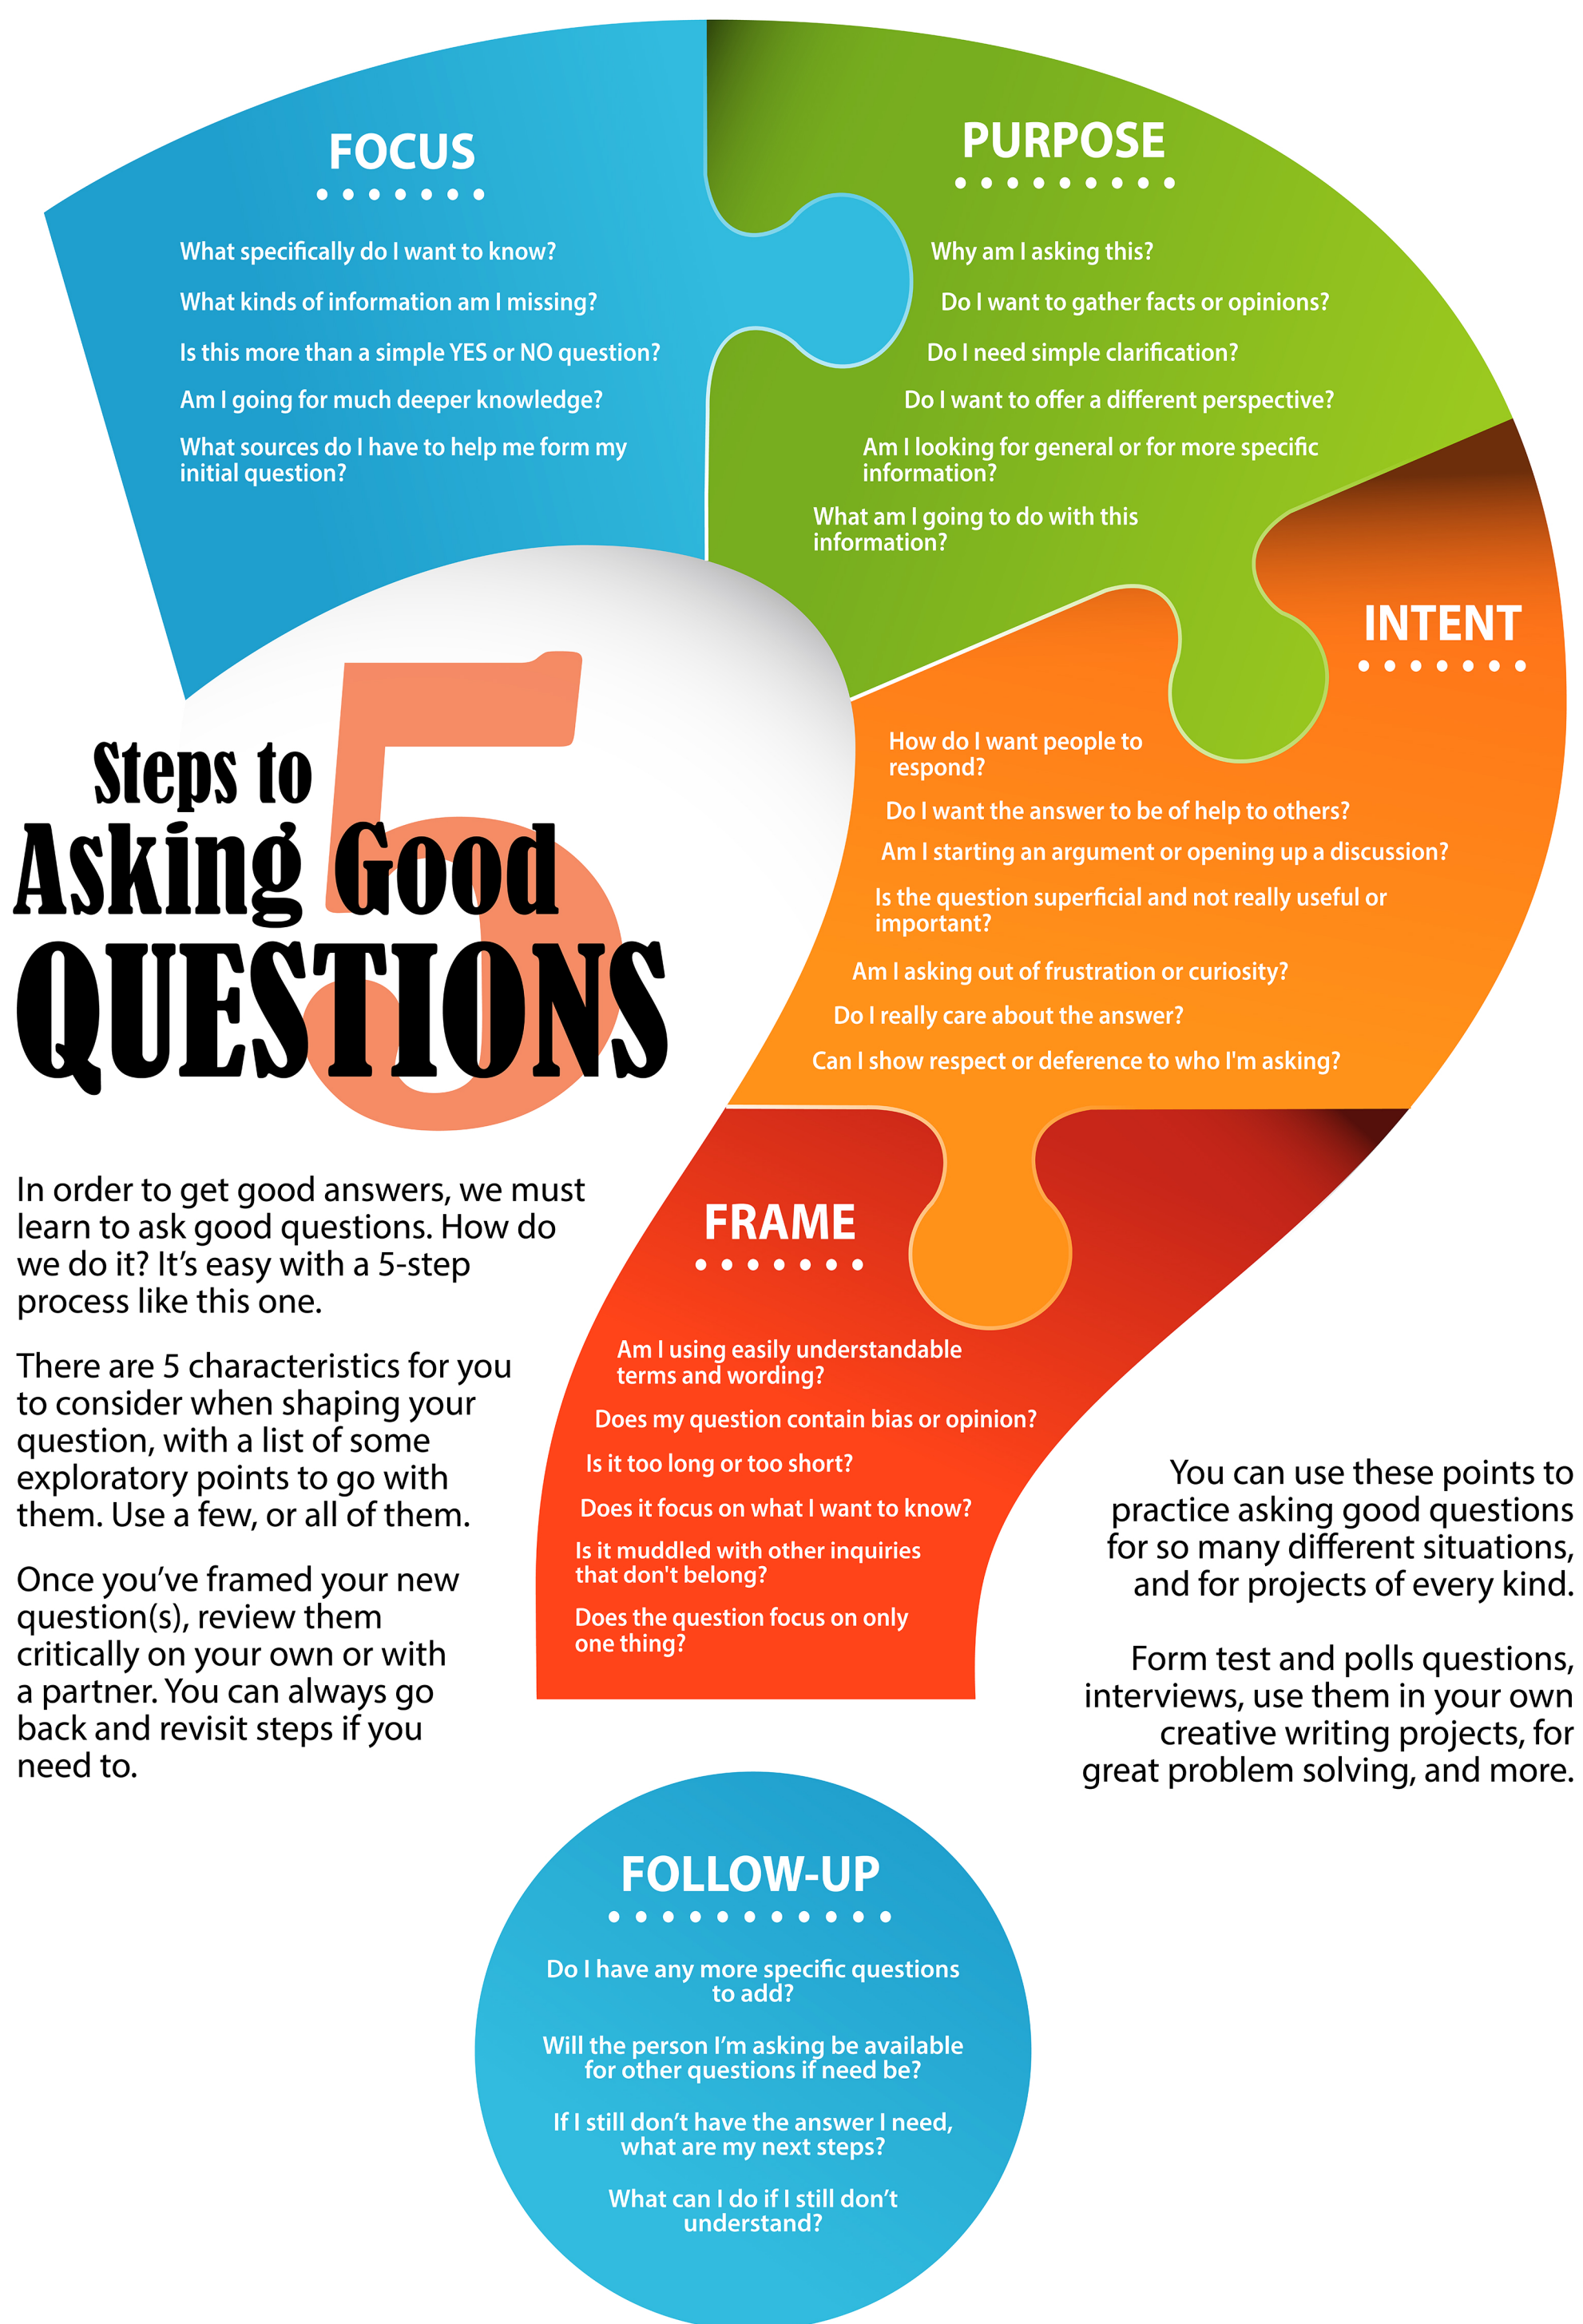 FOCUS
What specifically do I want to know?
What kinds of information am I missing?
Is this more than a simple YES or NO question?
Am I going for much deeper knowledge?
What sources do I have to help me form my
initial question?
PURPOSE
Why am I asking this?
Do I want to gather facts or opinions?
Do I need simple clarification?
Do I want to offer a different perspective?
Am I looking for general or for more specific
information?
What am I going to do with this
information?
INTENT
How do I want people to
respond?
Do I want the answer to be of help to others?
Am I starting an argument or opening up a discussion?
Is the question superficial and not really useful or
important?
Am I asking out of frustration or curiosity?
Do I really care about the answer?
Can I show respect or deference to who I'm asking?
5
Steps to
Asking Good
QUESTIONS
In order to get good answers, we must
learn to ask good questions. How do
we do it? It’s easy with a 5-step
process like this one.
There are 5 characteristics for you
to consider when shaping your
question, with a list of some
exploratory points to go with
them. Use a few, or all of them.
Once you’ve framed your new
question(s), review them
critically on your own or with
a partner. You can always go
back and revisit steps if you
need to.
FRAME
Am I using easily understandable
terms and wording?
Does my question contain bias or opinion?
Is it too long or too short?
Does it focus on what I want to know?
Is it muddled with other inquiries
that don't belong?
Does the question focus on only
one thing?
You can use these points to
practice asking good questions
for so many different situations,
and for projects of every kind.
Form test and polls questions,
interviews, use them in your own
creative writing projects, for
great problem solving, and more.
FOLLOW-UP
Do I have any more specific questions
to add?
Will the person I’m asking be available
for other questions if need be?
If I still don’t have the answer I need,
what are my next steps?
What can I do if I still don’t
understand?